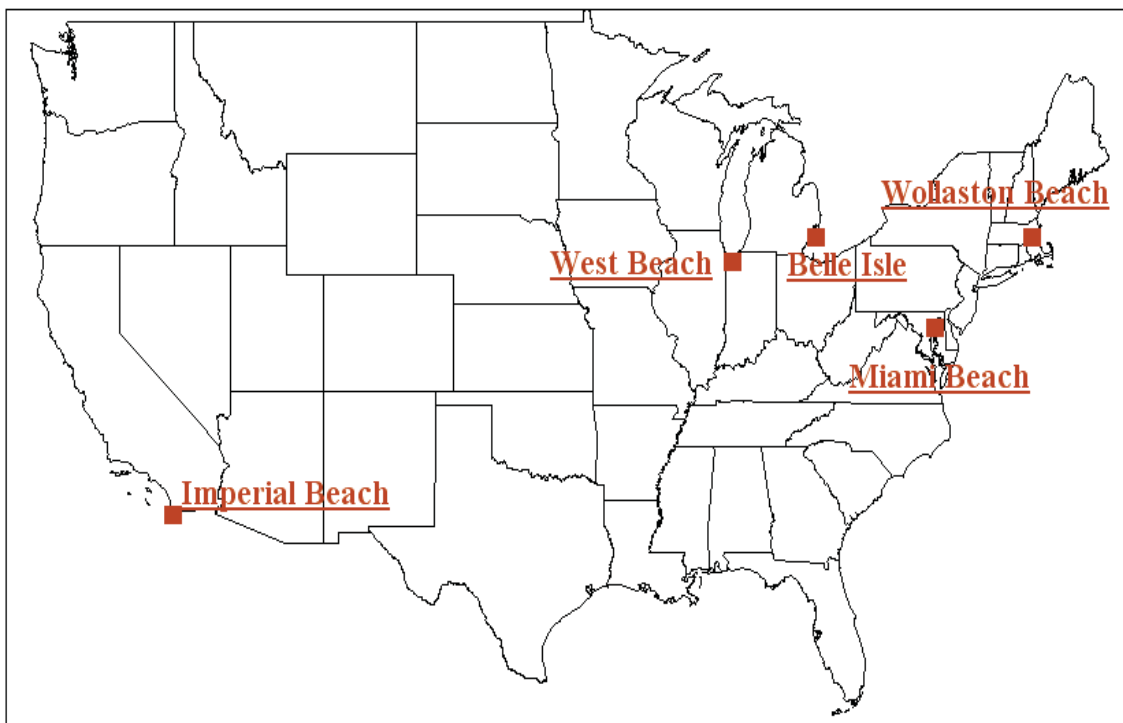 Wollaston Beach
West Beach
Belle Isle
Miami Beach
Imperial Beach